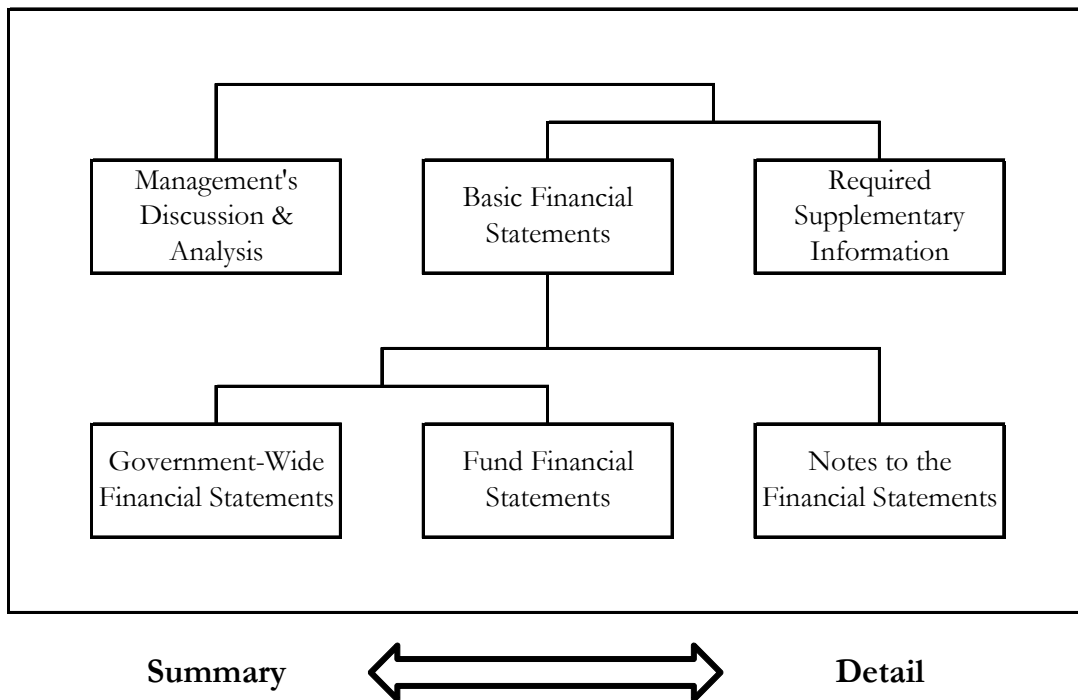 Management's
Discussion &
Analysis
Basic Financial
Statements
Required
Supplementary
Information
Government-Wide
Financial Statements
Fund Financial
Statements
Notes to the
Financial Statements
Summary
Detail